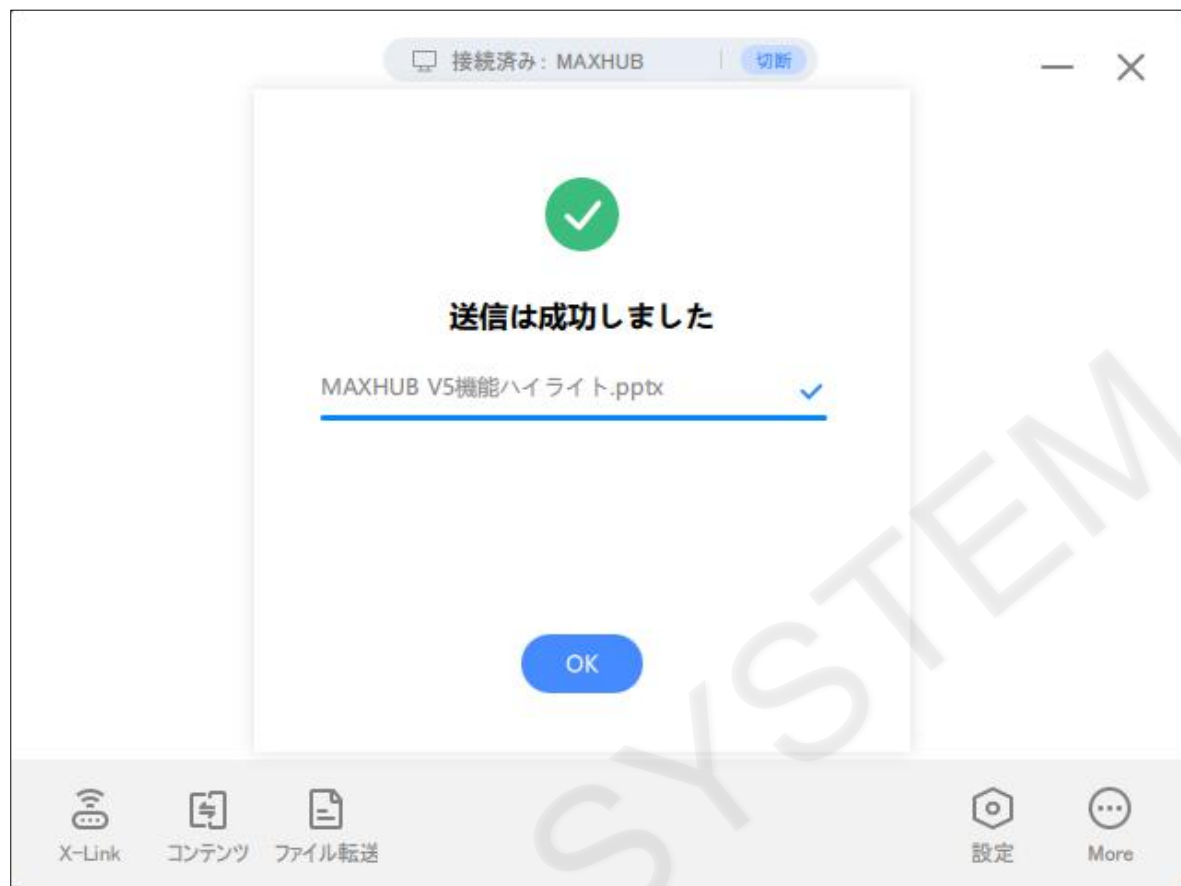 接続済み: MAXHUB
切断
送信は成功しました
MAXHUB V5機能ハイライト.pptx
OK
X-Link
コンテンツ
ファイル転送
設定
More
SYSTEM